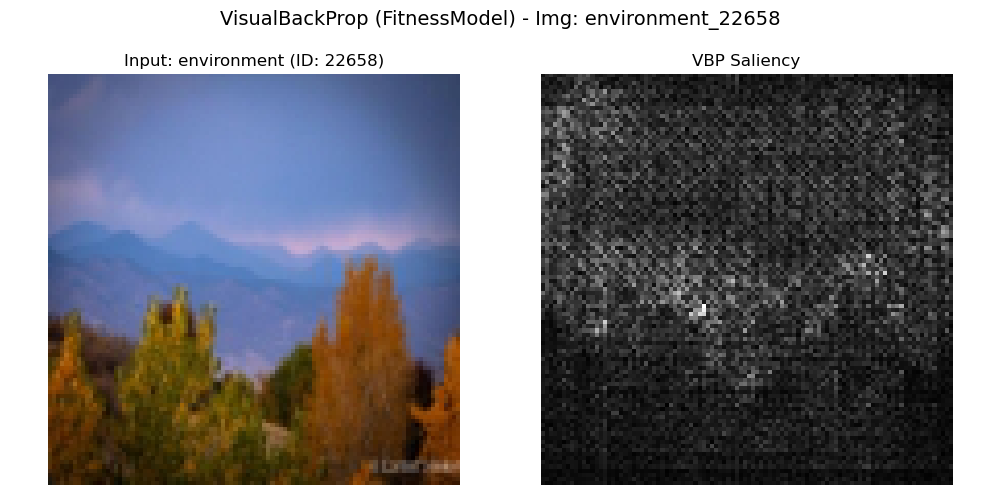 VisualBackProp (FitnessModel) - Img: environment_22658
Input: environment (ID: 22658)
VBP Saliency